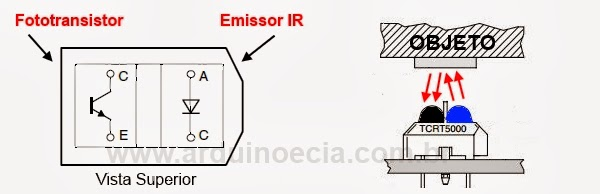 Fototransistor
Emissor IR
OBJETO
C
A
E
C
TCRT5000
www.arduinoecia.com.br
Vista Superior